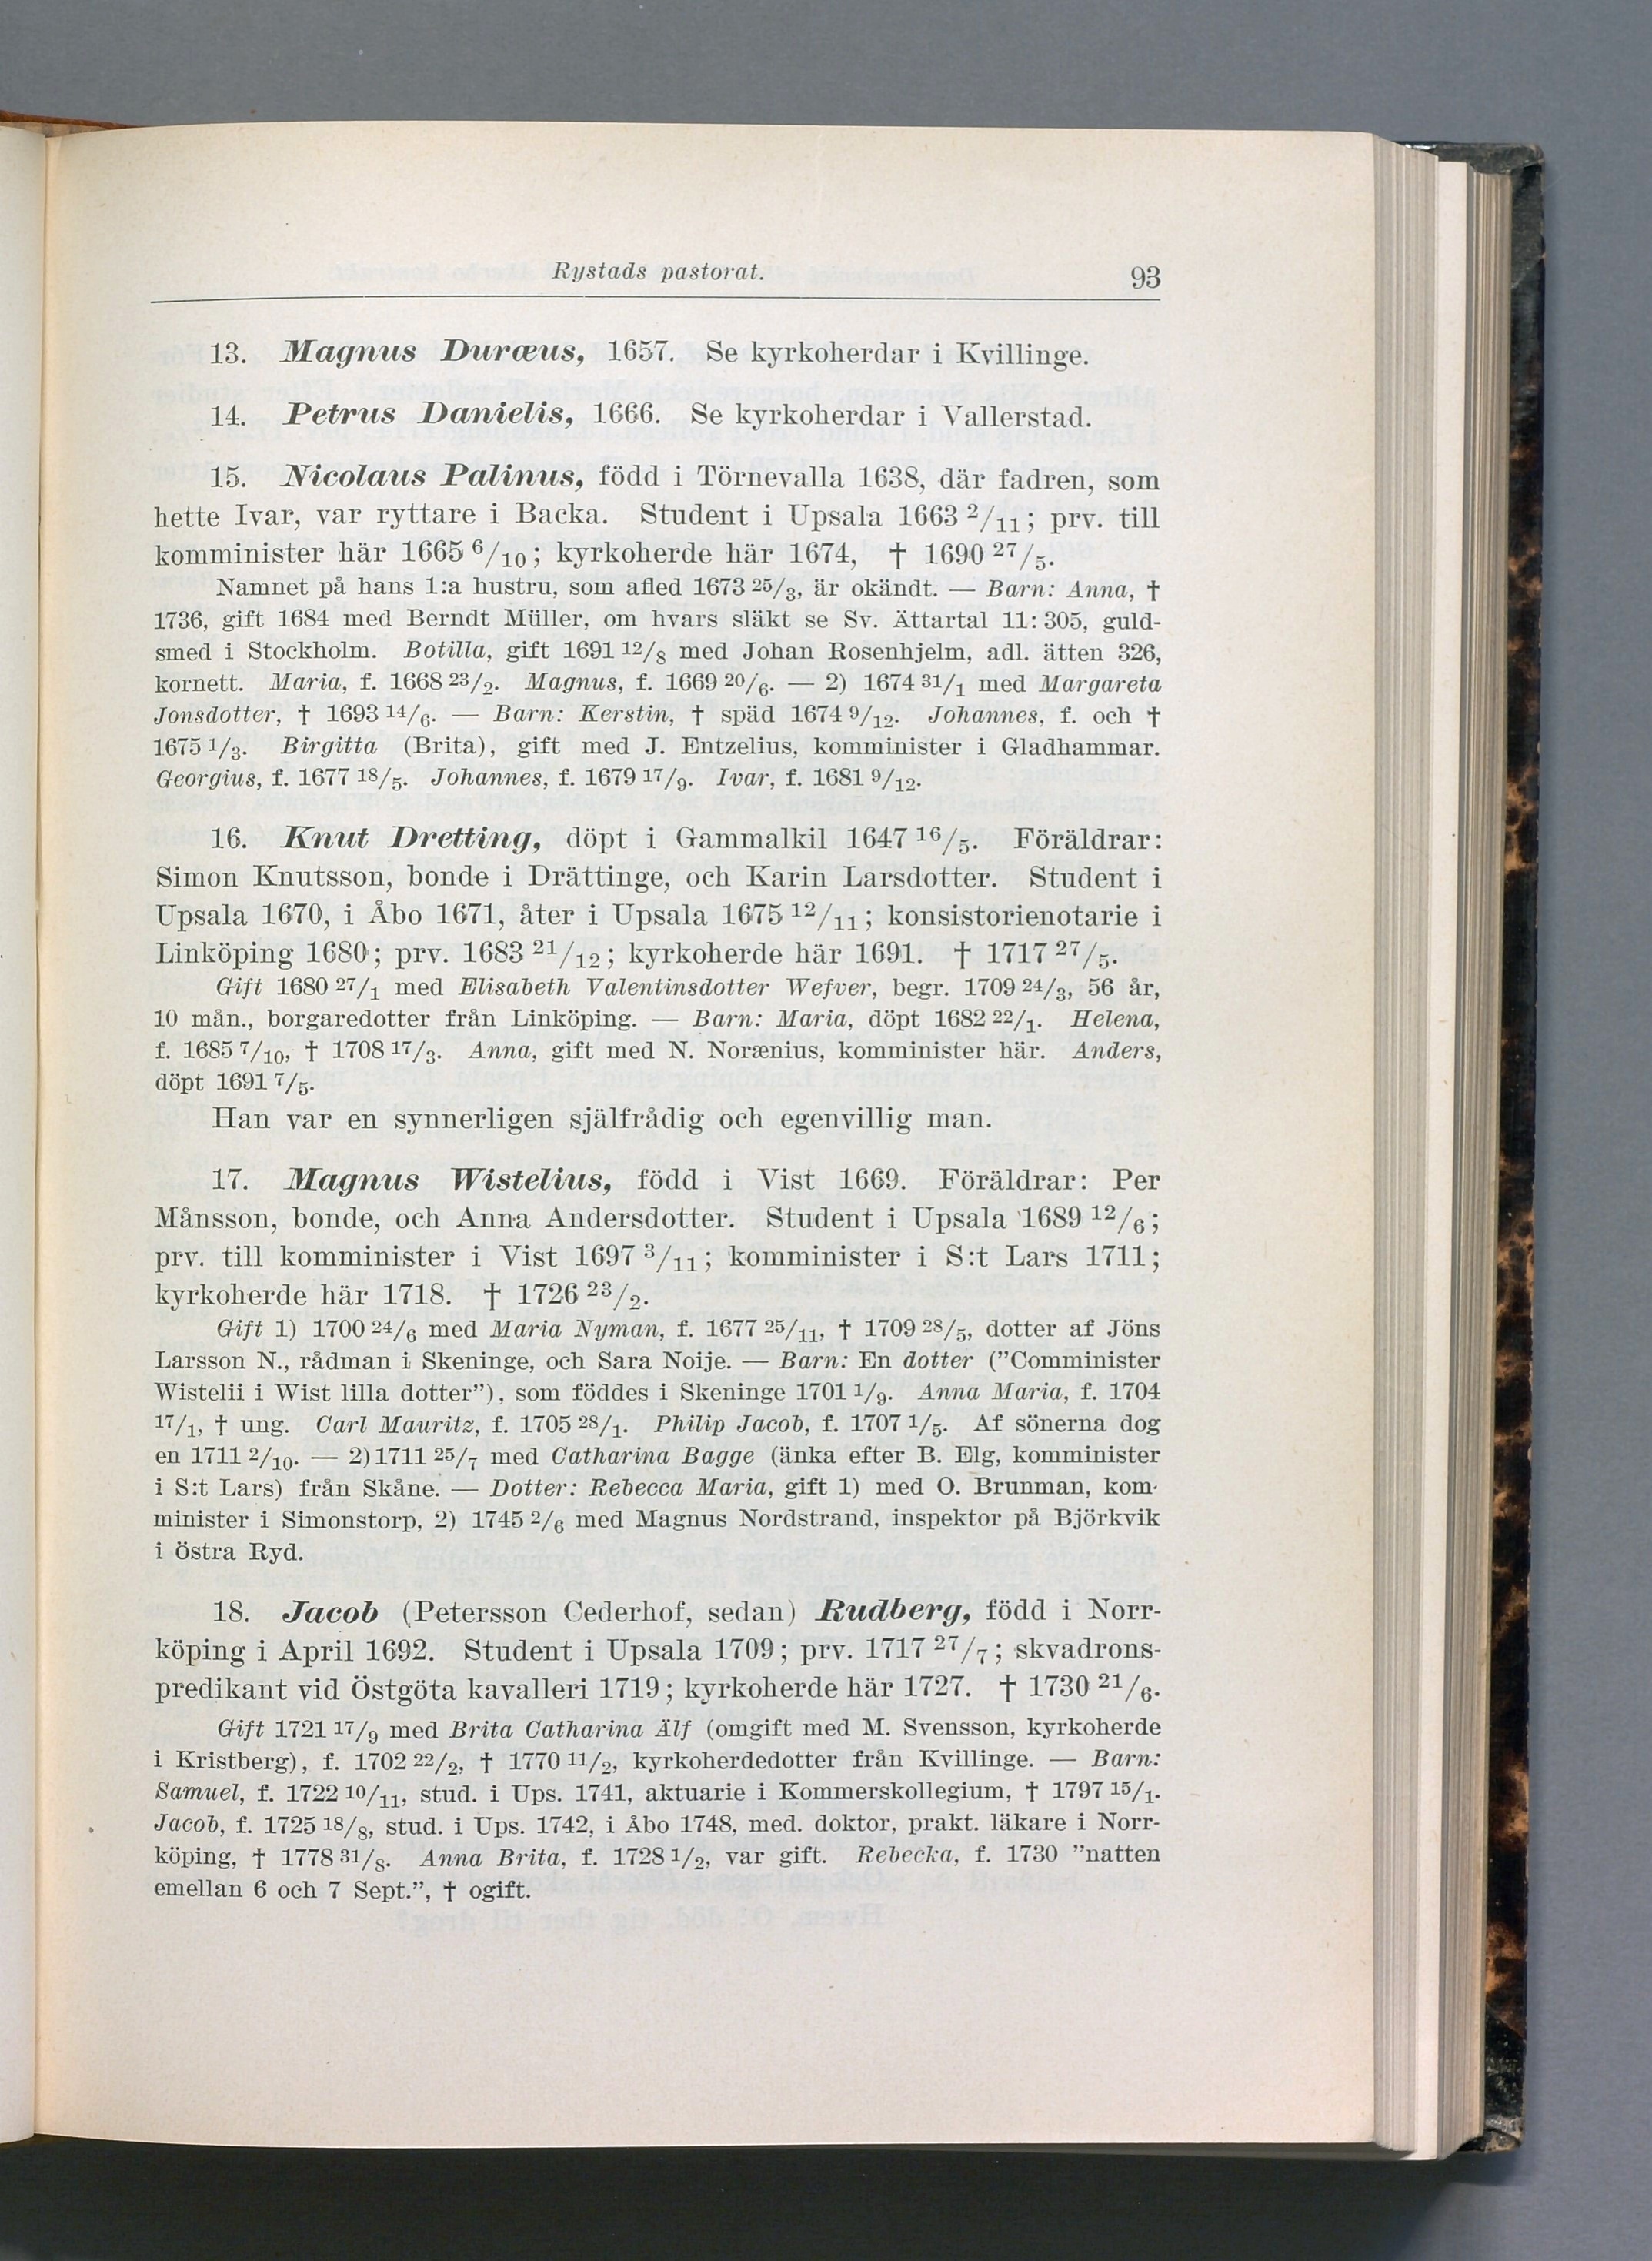 Rystads pastorat. 93
13. Magnus Duræus, 1657. Se kyrkoherdar i Kvillinge.
14. Petrus Danielis, 1666. Se kyrkoherdar i Vallerstad.
15. Nicolaus Palinus, född i Törnevalla 1638, där fadren, som
hette Ivar, var ryttare i Backa. Student i Upsala 1663 2/11; prv. till
komminister här 1665 6/10; kyrkoherde här 1674, † 1690 27/5.
Namnet på hans 1:a hustru, som afled 1673 25/3, är okändt. — Barn: Anna, †
1736, gift 1684 med Berndt Müller, om hvars släkt se Sv. Ättartal 11: 305, guld-
smed i Stockholm. Botilla, gift 1691 12/8 med Johan Rosenhjelm, adl. ätten 326,
kornett. Maria, f. 1668 23/2. Magnus, f. 1669 20/6. — 2) 1674 31/1 med Margareta
Jonsdotter, † 1693 14/6. — Barn: Kerstin, † späd 1674 9/12. Johannes, f. och †
1675 1/3. Birgitta (Brita), gift med J. Entzelius, komminister i Gladhammar.
Georgius, f. 1677 18/5. Johannes, f. 1679 17/9. Ivar, f. 1681 9/12.
16. Knut Dretting, döpt i Gammalkil 1647 16/5. Föräldrar:
Simon Knutsson, bonde i Drättinge, och Karin Larsdotter. Student i
Upsala 1670, i Åbo 1671, åter i Upsala 1675 12/11; konsistorienotarie i
Linköping 1680; prv. 1683 21/12; kyrkoherde här 1691. † 1717 27/5.
Gift 1680 27/1 med Elisabeth Valentinsdotter Wefver, begr. 1709 24/3, 56 år,
10 mån., borgaredotter från Linköping. — Barn: Maria, döpt 1682 22/1. Helena,
f. 1685 7/10, † 1708 17/3. Anna, gift med N. Norænius, komminister här. Anders,
döpt 1691 7/5.
Han var en synnerligen själfrådig och egenvillig man.
17. Magnus Wistelius, född i Vist 1669. Föräldrar: Per
Månsson, bonde, och Anna Andersdotter. Student i Upsala 1689 12/6;
prv. till komminister i Vist 1697 3/11; komminister i S:t Lars 1711;
kyrkoherde här 1718. † 1726 23/2.
Gift 1) 1700 24/6 med Maria Nyman, f. 1677 25/11, † 1709 28/5, dotter af Jöns
Larsson N., rådman i Skeninge, och Sara Noije. — Barn: En dotter ("Comminister
Wistelii i Wist lilla dotter"), som föddes i Skeninge 1701 1/9. Anna Maria, f. 1704
17/1, † ung. Carl Mauritz, f. 1705 28/1. Philip Jacob, f. 1707 1/5. Af sönerna dog
en 1711 2/10. — 2) 1711 25/7 med Catharina Bagge (änka efter B. Elg, komminister
i S:t Lars) från Skåne. — Dotter: Rebecca Maria, gift 1) med O. Brunman, kom-
minister i Simonstorp, 2) 1745 2/6 med Magnus Nordstrand, inspektor på Björkvik
i Östra Ryd.
18. Jacob (Petersson Cederhof, sedan) Rudberg, född i Norr-
köping i April 1692. Student i Upsala 1709; prv. 1717 27/7; skvadrons-
predikant vid Östgöta kavalleri 1719; kyrkoherde här 1727. † 1730 21/6.
Gift 1721 17/9 med Brita Catharina Älf (omgift med M. Svensson, kyrkoherde
i Kristberg), f. 1702 22/2, † 1770 11/2, kyrkoherdedotter från Kvillinge. — Barn:
Samuel, f. 1722 10/11, stud. i Ups. 1741, aktuarie i Kommerskollegium, † 1797 15/1.
Jacob, f. 1725 18/8, stud. i Ups. 1742, i Åbo 1748, med. doktor, prakt. läkare i Norr-
köping, † 1778 31/8. Anna Brita, f. 1728 1/2, var gift. Rebecka, f. 1730 "natten
emellan 6 och 7 Sept.", † ogift.